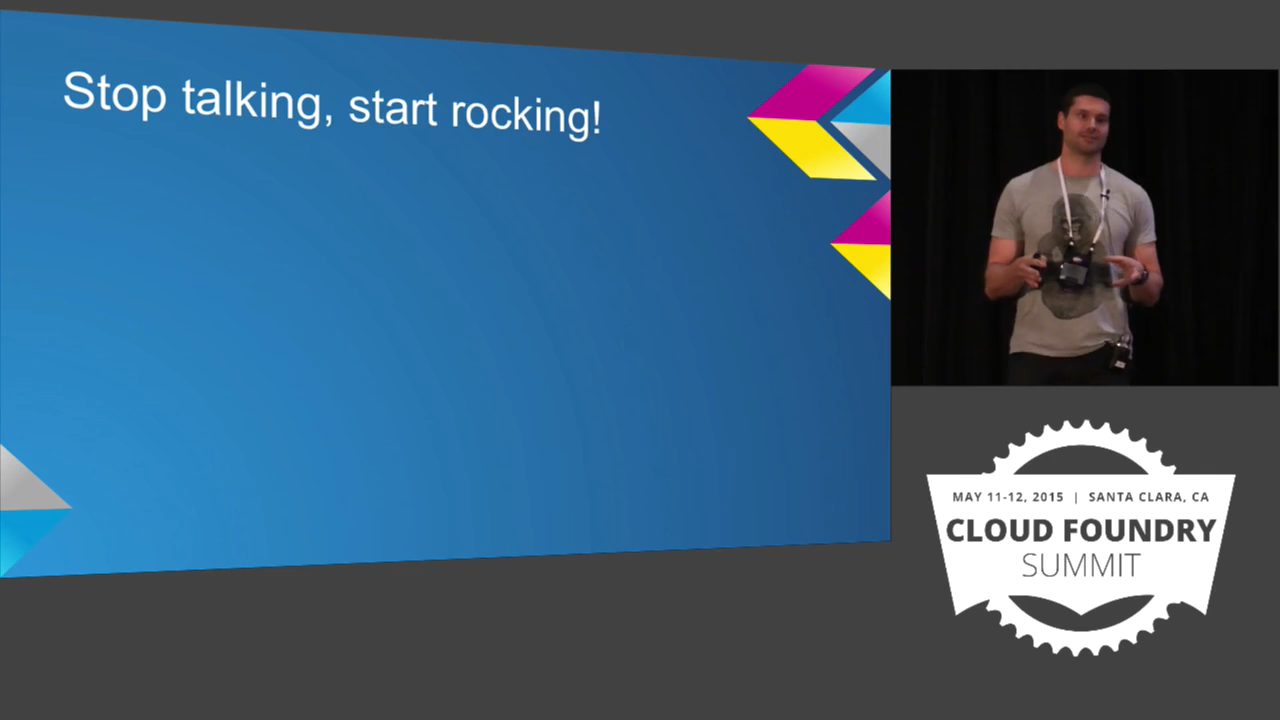 Stop talking, start rocking!
MAY 11-12, 2015 | SANTA CLARA, CA
CLOUD FOUNDRY
SUMMIT